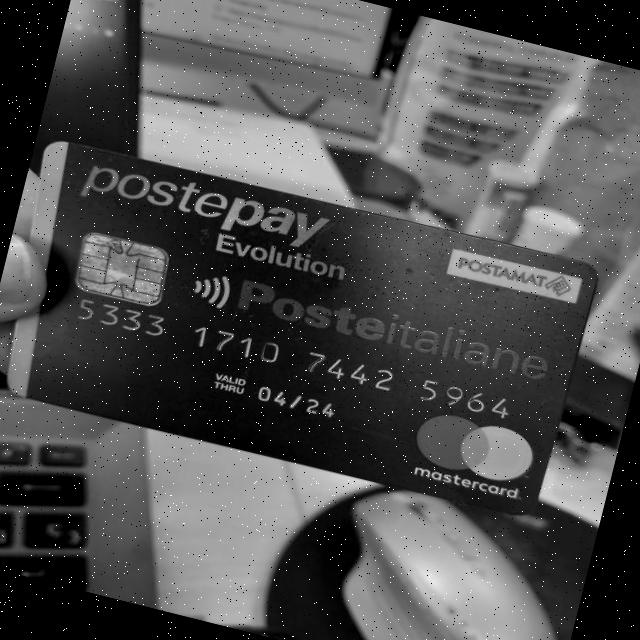 postepay
Evolution
POSTAMAT
Posteitaliane
5333 1710 7442 5964
VALID THRU 04/24
mastercard